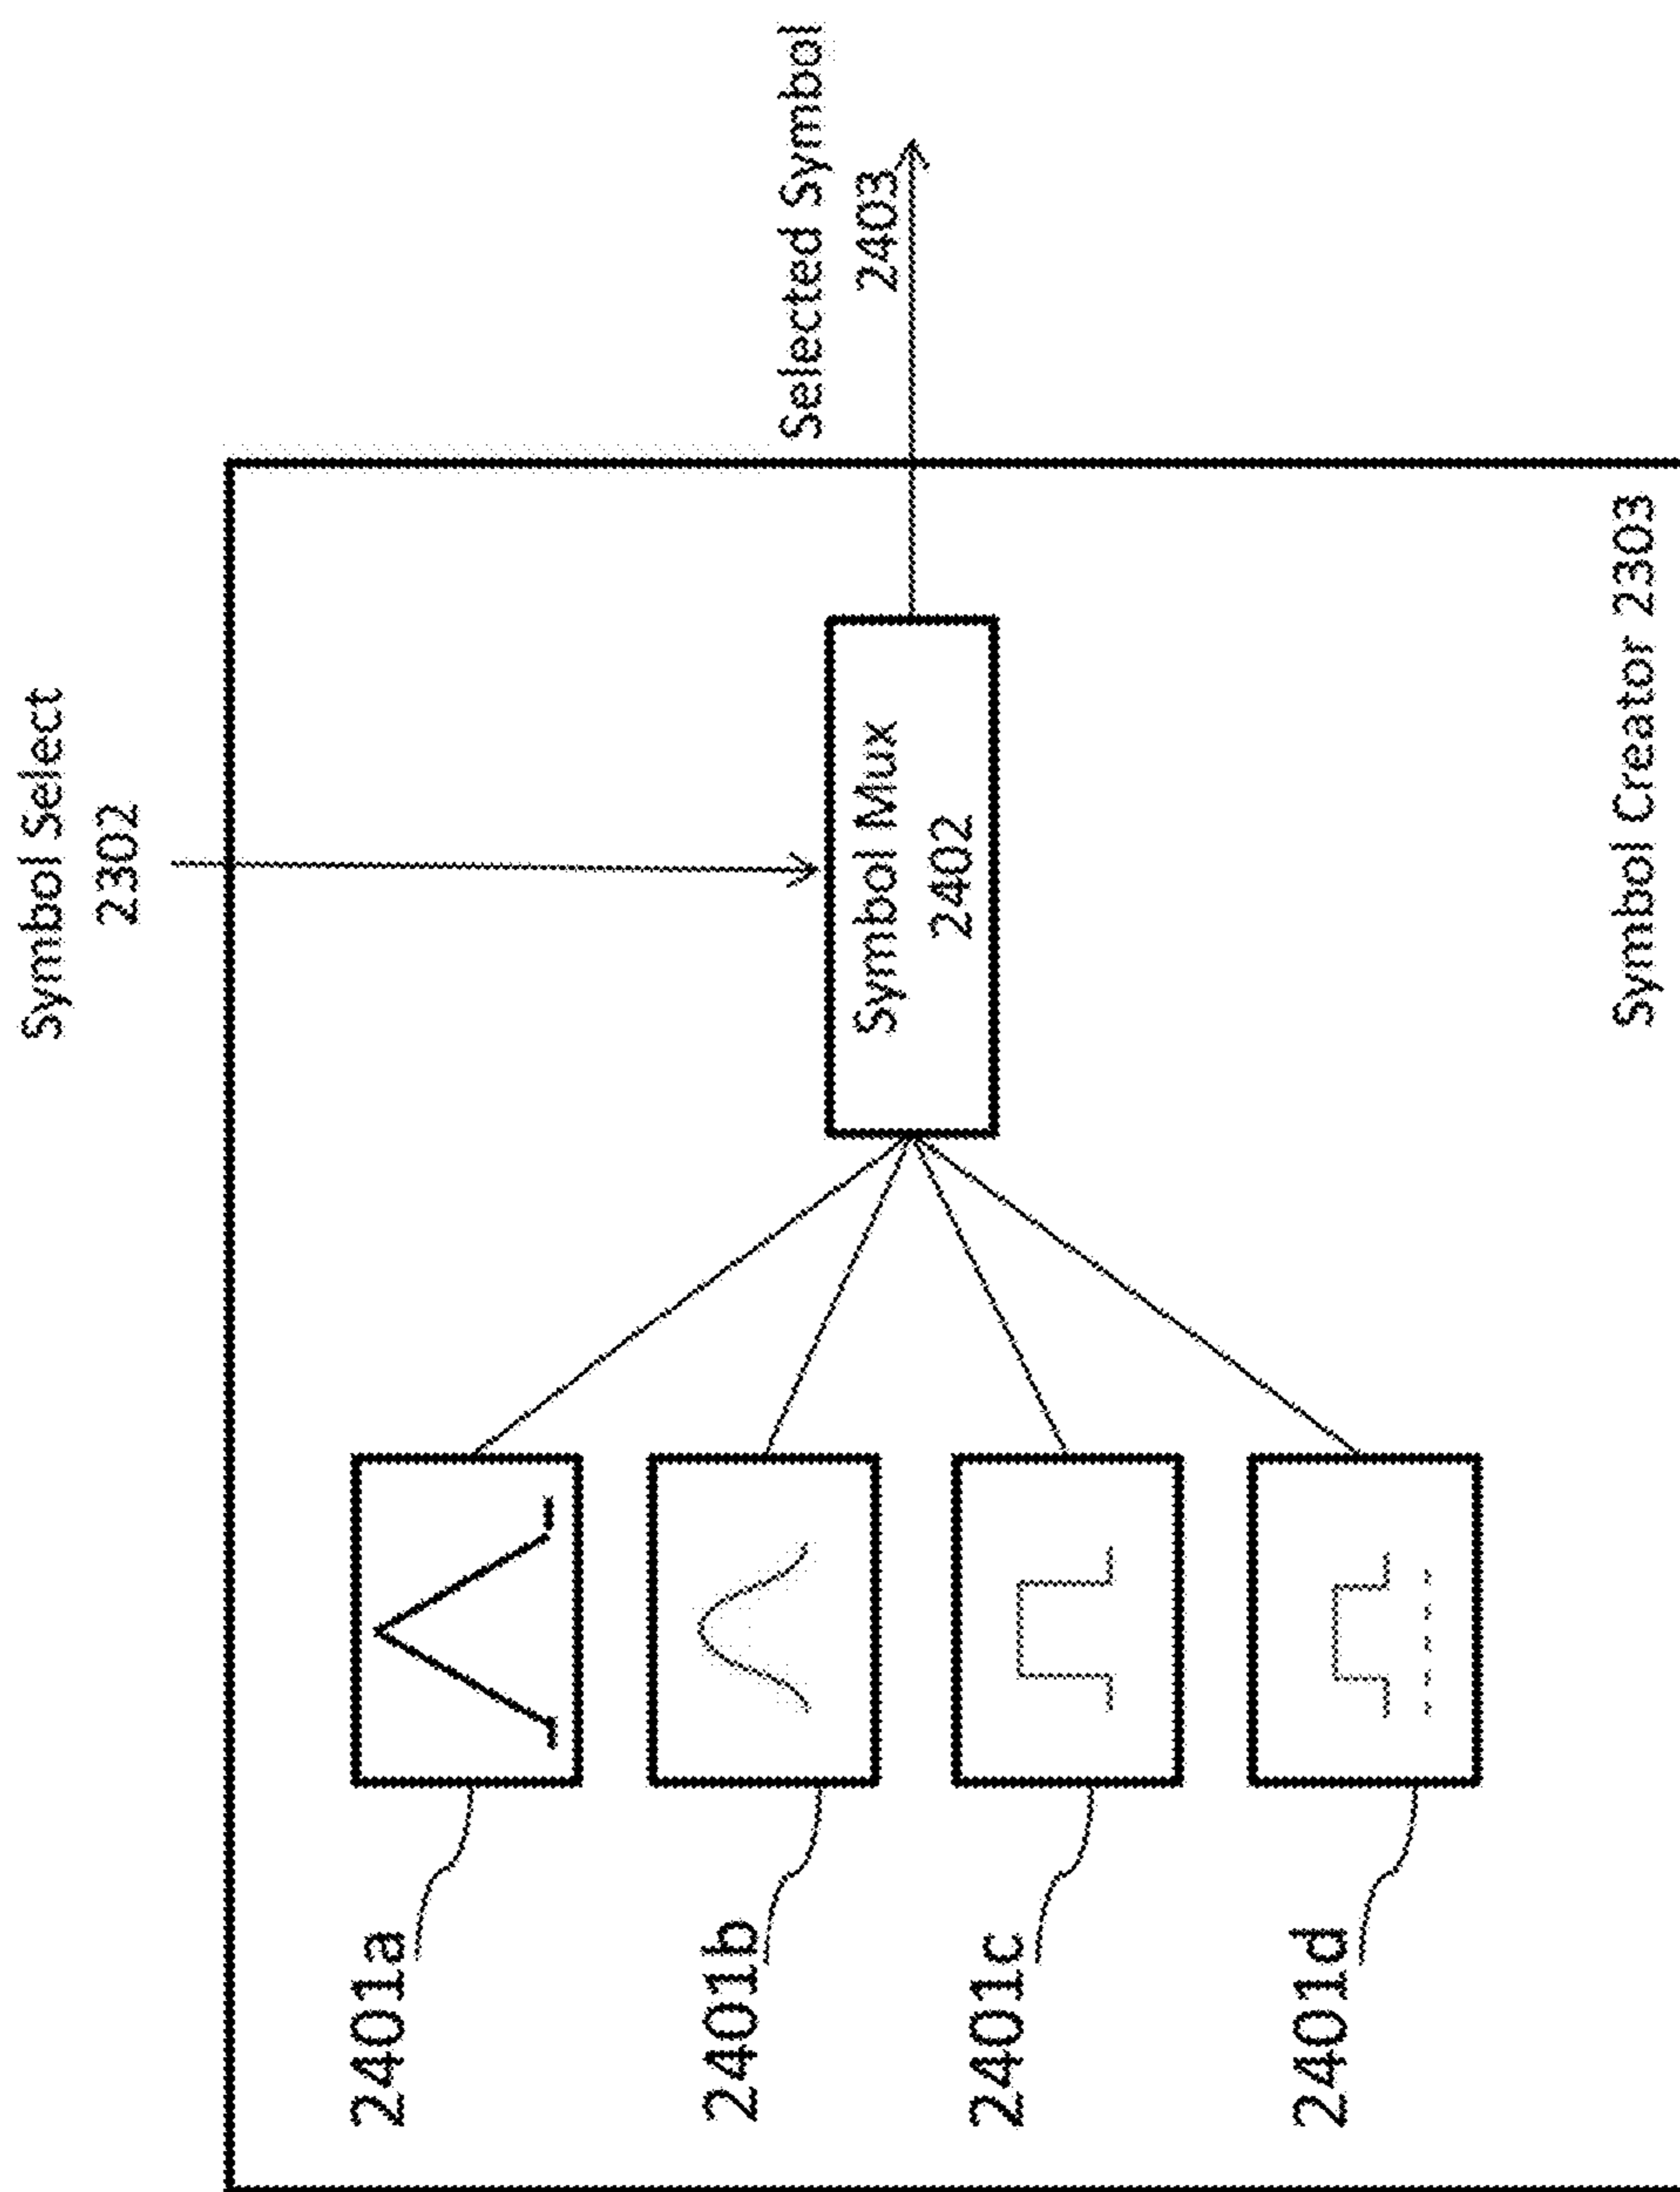 Symbol Select
2302
2401a
2401b
2401c
2401d
Symbol Mux
2402
Selected Symbol
2403
Symbol Creator 2303